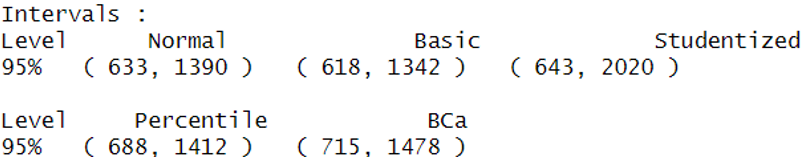 Intervals :
Level      Normal              Basic             Studentized
95%   ( 633, 1390 )   ( 618, 1342 )   ( 643, 2020 )
Level     Percentile            BCa
95%   ( 688, 1412 )   ( 715, 1478 )